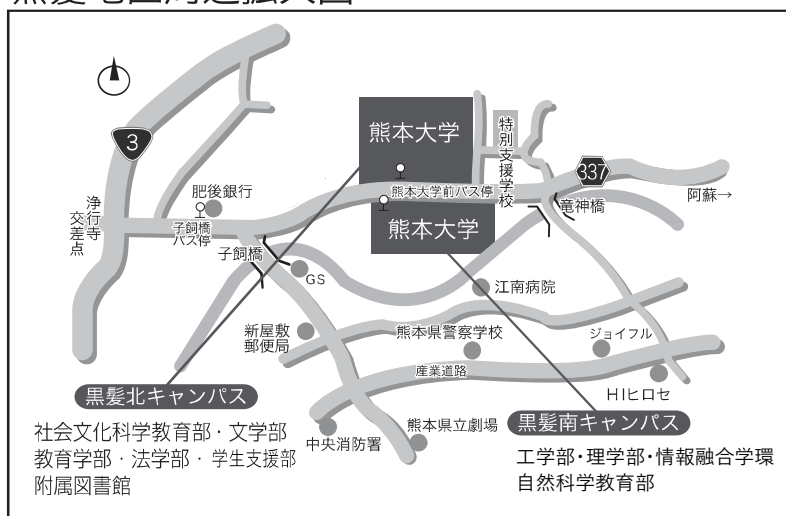 3
熊本大学
特別支援学校
337
阿蘇→
肥後銀行
熊本大学前バス停
竜神橋
浄行寺
交差点
子飼橋
バス停
熊本大学
子飼橋
GS
江南病院
新屋敷
郵便局
熊本県警察学校
ジョイフル
産業道路
HIヒロセ
黒髪北キャンパス
社会文化科学教育部・文学部
教育学部・法学部・学生支援部
附属図書館
中央消防署
熊本県立劇場
黒髪南キャンパス
工学部・理学部・情報融合学環
自然科学教育部